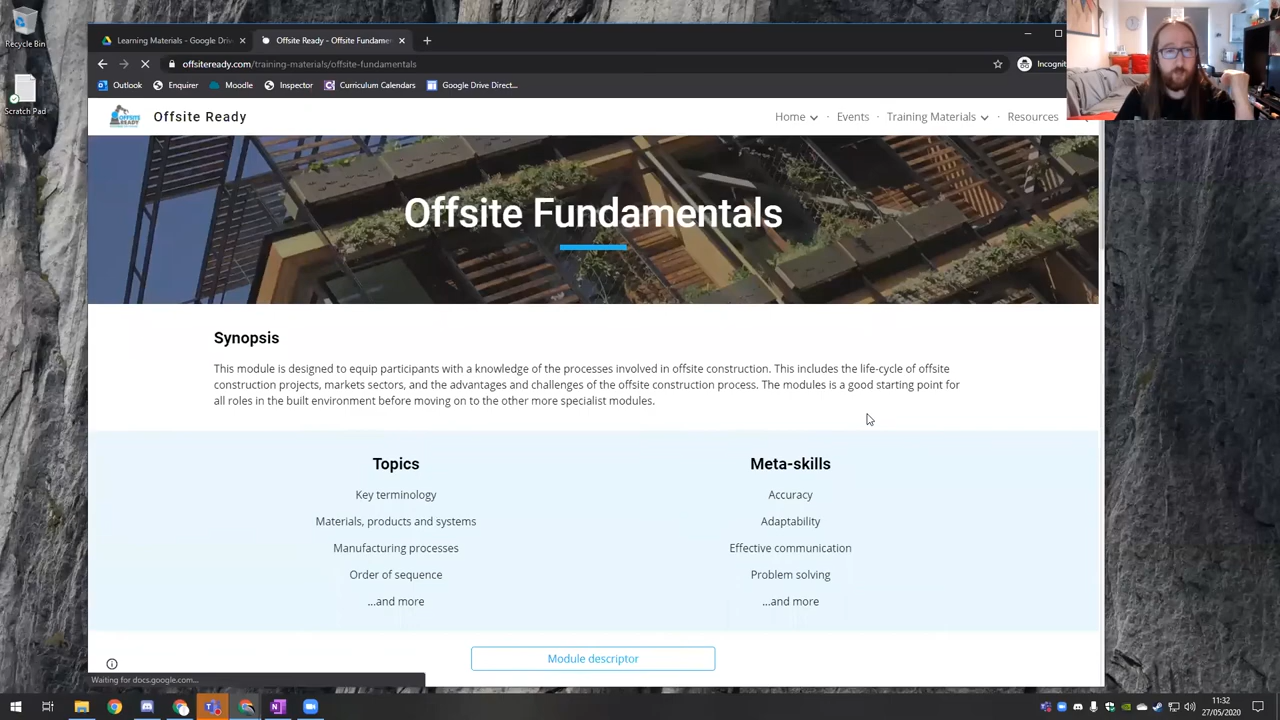 Recycle Bin
Scratch Pad
Learning Materials - Google Driv
Offsite Ready - Offsite Fundamen
offsiteready.com/training-materials/offsite-fundamentals
Incognit
Outlook
Enquirer
Moodle
Inspector
Curriculum Calendars
Google Drive Direct...
OFFSITE READY
Offsite Ready
Home
Events
Training Materials
Resources
Offsite Fundamentals
Synopsis
This module is designed to equip participants with a knowledge of the processes involved in offsite construction. This includes the life-cycle of offsite
construction projects, markets sectors, and the advantages and challenges of the offsite construction process. The modules is a good starting point for
all roles in the built environment before moving on to the other more specialist modules.
Topics
Key terminology
Materials, products and systems
Manufacturing processes
Order of sequence
...and more
Meta-skills
Accuracy
Adaptability
Effective communication
Problem solving
...and more
Module descriptor
Waiting for docs.google.com...
11:32
27/05/2020